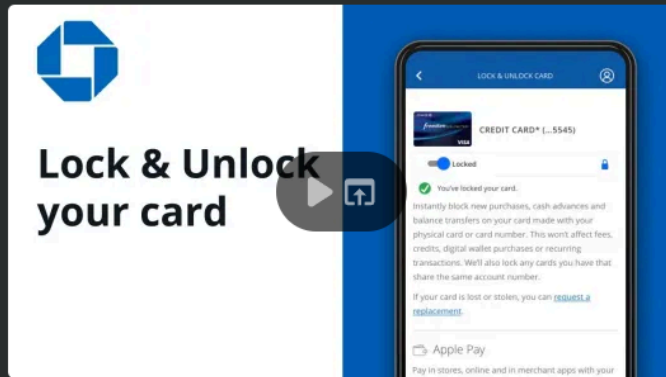 Lock & Unlock
your card
LOCK & UNLOCK CARD
freedom
VISA
CREDIT CARD* (...5545)
Locked
You've locked your card.
Instantly block new purchases, cash advances and
balance transfers on your card made with your
physical card or card number. This won't affect fees,
credits, digital wallet purchases or recurring
transactions. We'll also lock any cards you have that
share the same account number.
If your card is lost or stolen, you can request a
replacement.
Apple Pay
Pay in stores, online and in merchant apps with your